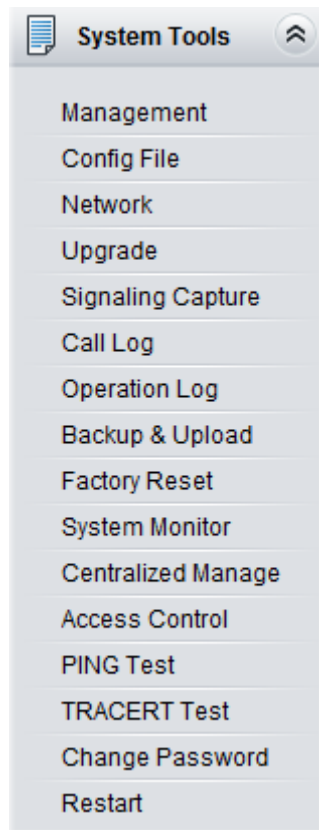 System Tools
Management
Config File
Network
Upgrade
Signaling Capture
Call Log
Operation Log
Backup & Upload
Factory Reset
System Monitor
Centralized Manage
Access Control
PING Test
TRACERT Test
Change Password
Restart